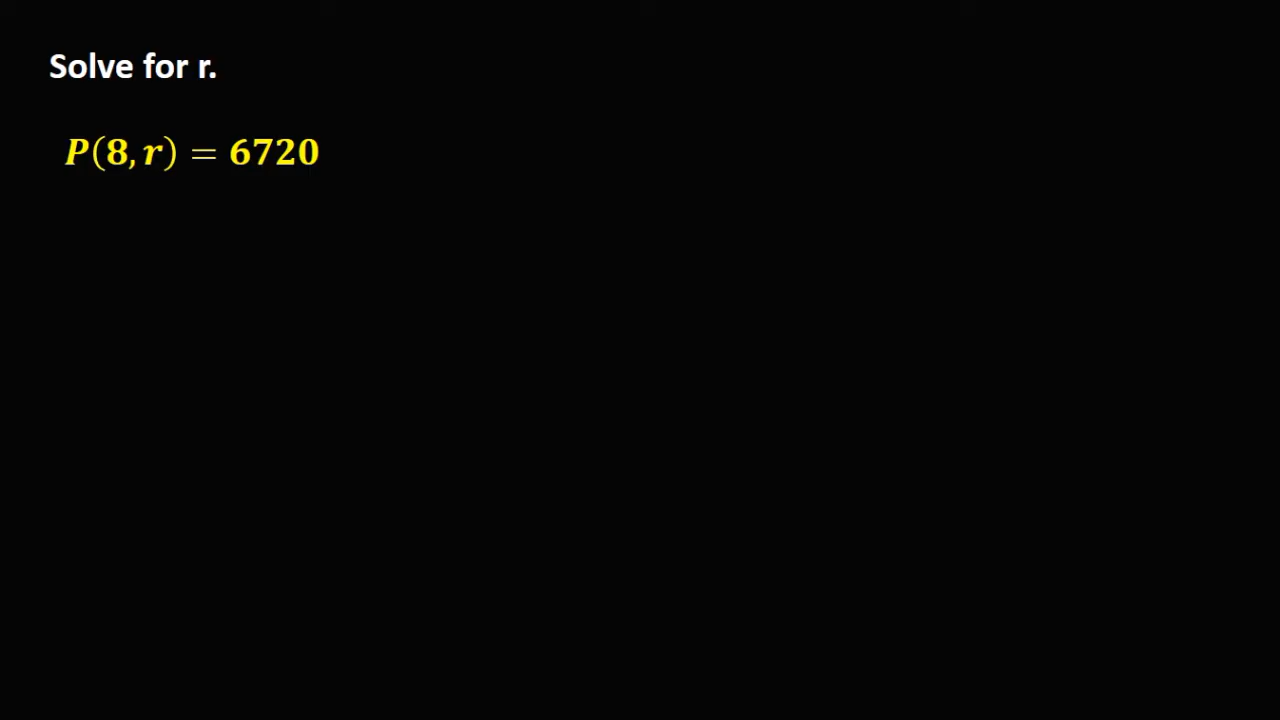 Solve for r.
P(8, r) = 6720